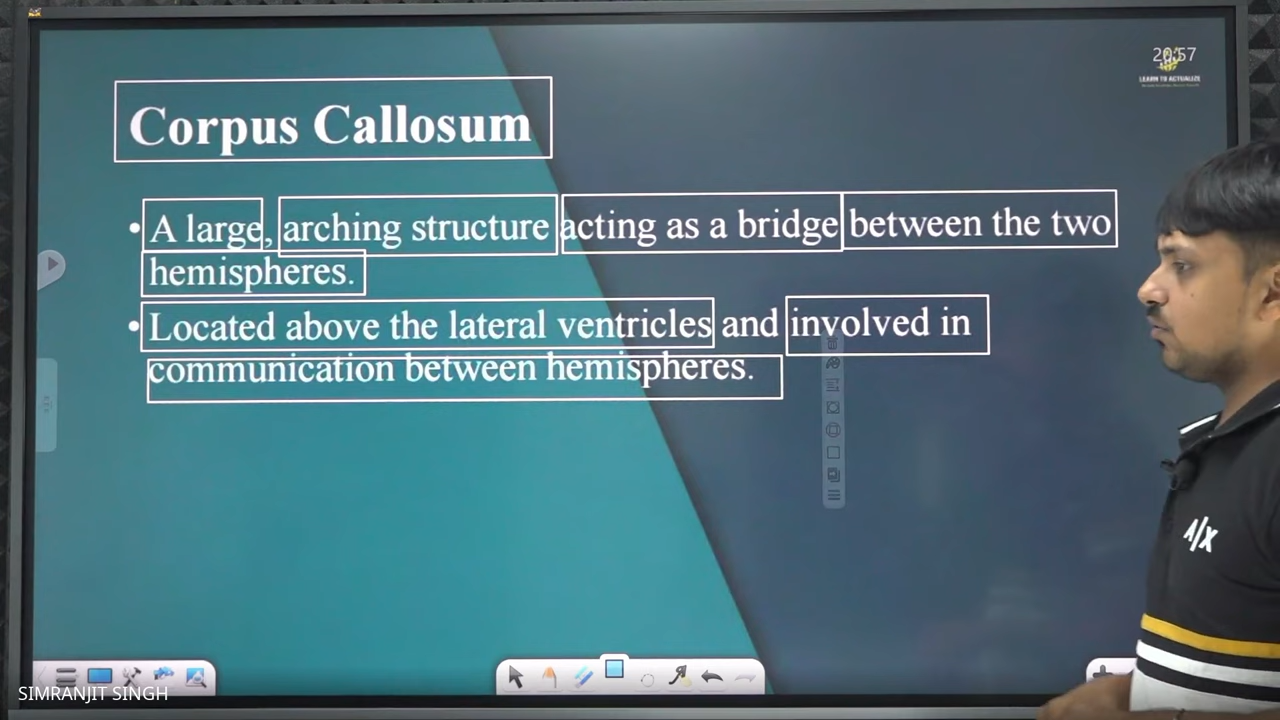 20:57
LEARN TO ACTUALIZE
Corpus Callosum
• A large, arching structure acting as a bridge between the two
hemispheres.
• Located above the lateral ventricles and involved in
communication between hemispheres.
A/X
SIMRANJIT SINGH